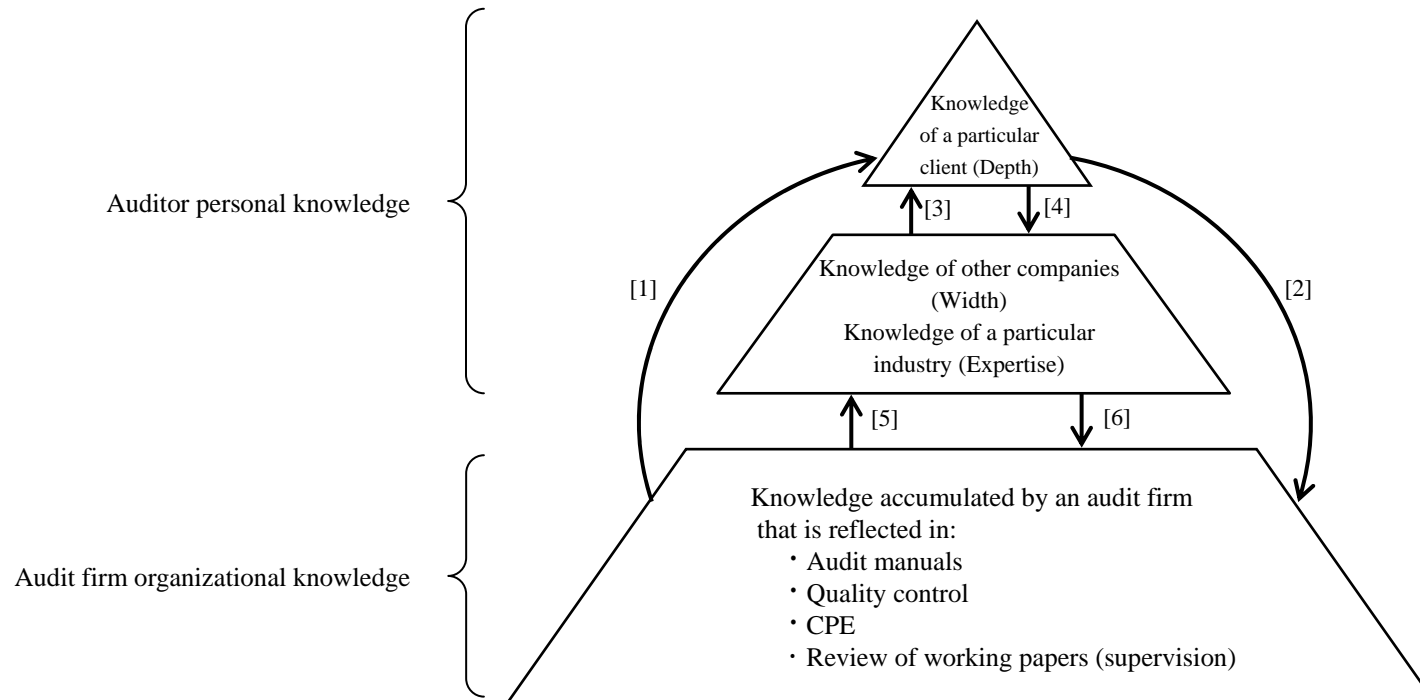 Knowledge
of a particular
client (Depth)
Auditor personal knowledge
[3]
[4]
Knowledge of other companies
(Width)
[1]
[2]
Knowledge of a particular
industry (Expertise)
[5]
[6]
Knowledge accumulated by an audit firm
that is reflected in:
・Audit manuals
Audit firm organizational knowledge
・Quality control
・CPE
・Review of working papers (supervision)